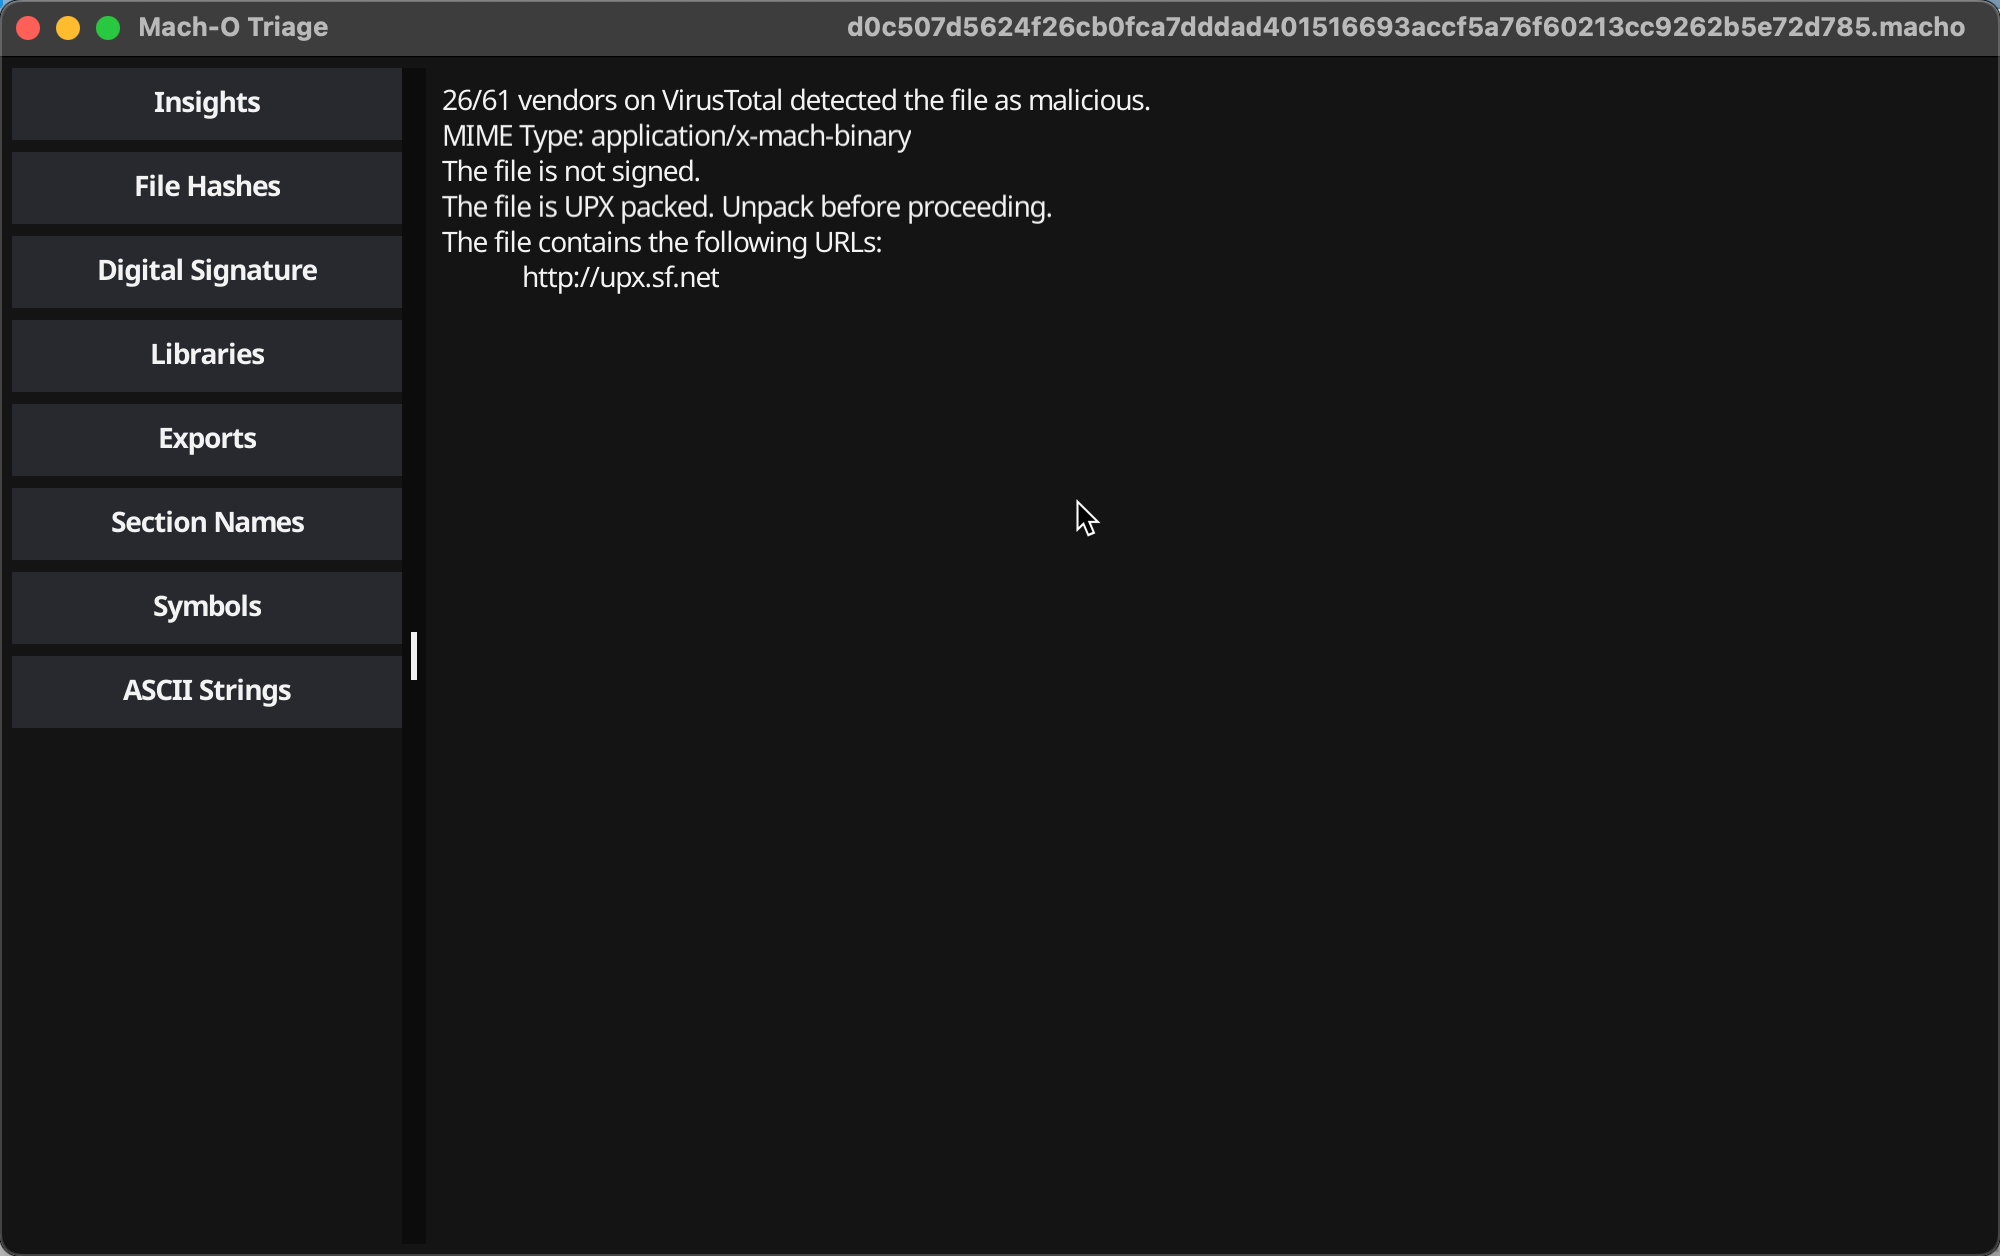 Mach-O Triage
d0c507d5624f26cb0fca7dddad401516693accf5a76f60213cc9262b5e72d785.macho
Insights
File Hashes
Digital Signature
Libraries
Exports
Section Names
Symbols
ASCII Strings
26/61 vendors on VirusTotal detected the file as malicious.
MIME Type: application/x-mach-binary
The file is not signed.
The file is UPX packed. Unpack before proceeding.
The file contains the following URLs:
http://upx.sf.net